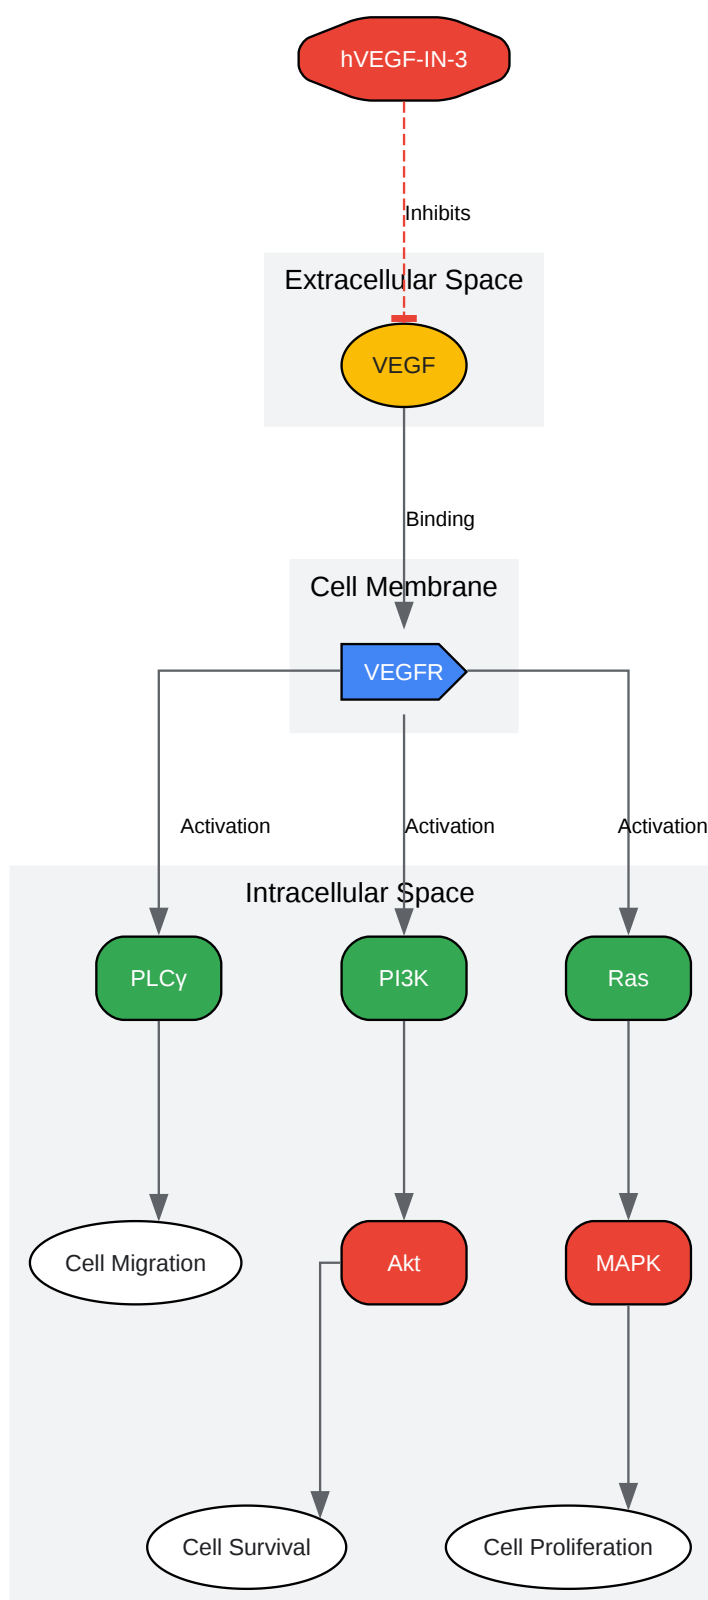 hVEGF-IN-3
Inhibits
Extracellular Space
VEGF
Binding
Cell Membrane
VEGFR
Activation
Activation
Activation
Intracellular Space
PLCγ
PI3K
Ras
Cell Migration
Akt
MAPK
Cell Survival
Cell Proliferation